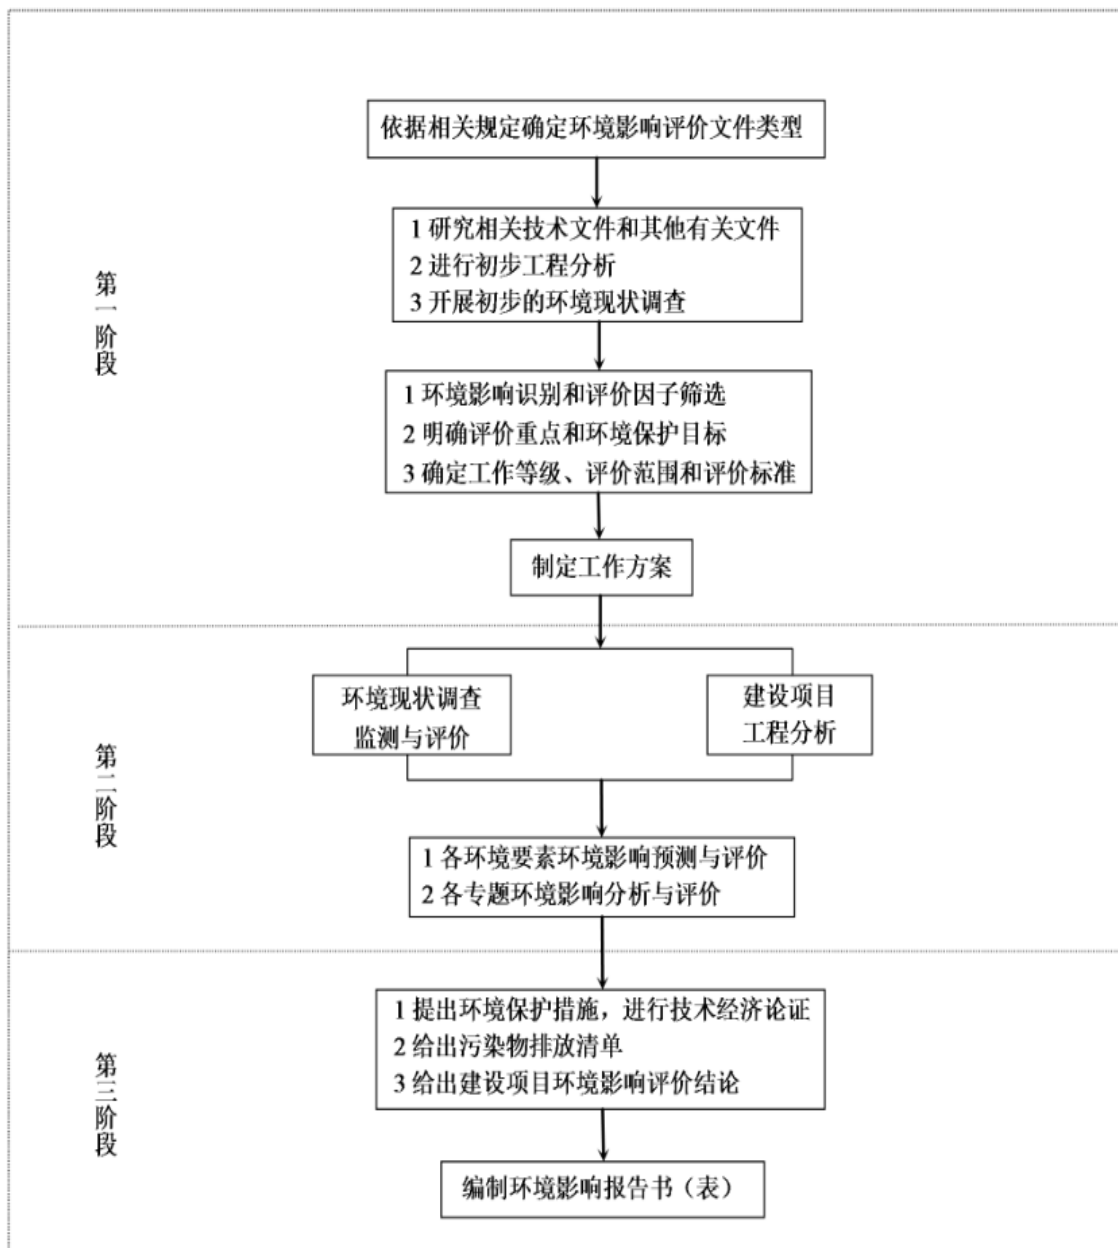 依据相关规定确定环境影响评价文件类型
1 研究相关技术文件和其他有关文件
2 进行初步工程分析
3 开展初步的环境现状调查
第一阶段
1 环境影响识别和评价因子筛选
2 明确评价重点和环境保护目标
3 确定工作等级、评价范围和评价标准
制定工作方案
环境现状调查
监测与评价
建设项目
工程分析
第二阶段
1 各环境要素环境影响预测与评价
2 各专题环境影响分析与评价
1 提出环境保护措施，进行技术经济论证
2 给出污染物排放清单
3 给出建设项目环境影响评价结论
第三阶段
编制环境影响报告书（表）